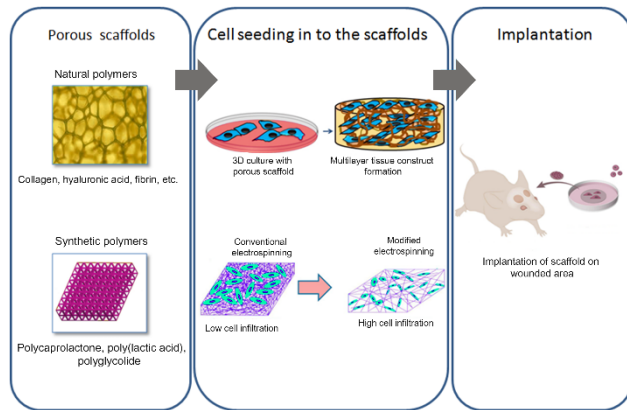 Porous scaffolds
Natural polymers
Collagen, hyaluronic acid, fibrin, etc.
Synthetic polymers
Polycaprolactone, poly(lactic acid),
polyglycolide
Cell seeding in to the scaffolds
3D culture with
porous scaffold
Multilayer tissue construct
formation
Conventional
electrospinning
Low cell infiltration
Modified
electrospinning
High cell infiltration
Implantation
Implantation of scaffold on
wounded area